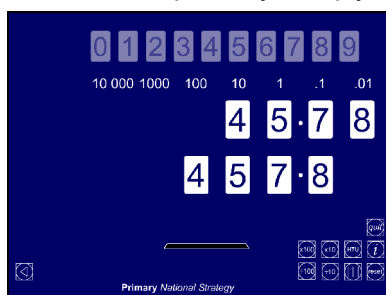 0 1 2 3 4 5 6 7 8 9
10 000 1000 100 10 1 .1 .01
4 5 · 7 8
4 5 7 · 8
quit
x100 x10 HTU i
÷100 ÷10 reset
Primary National Strategy